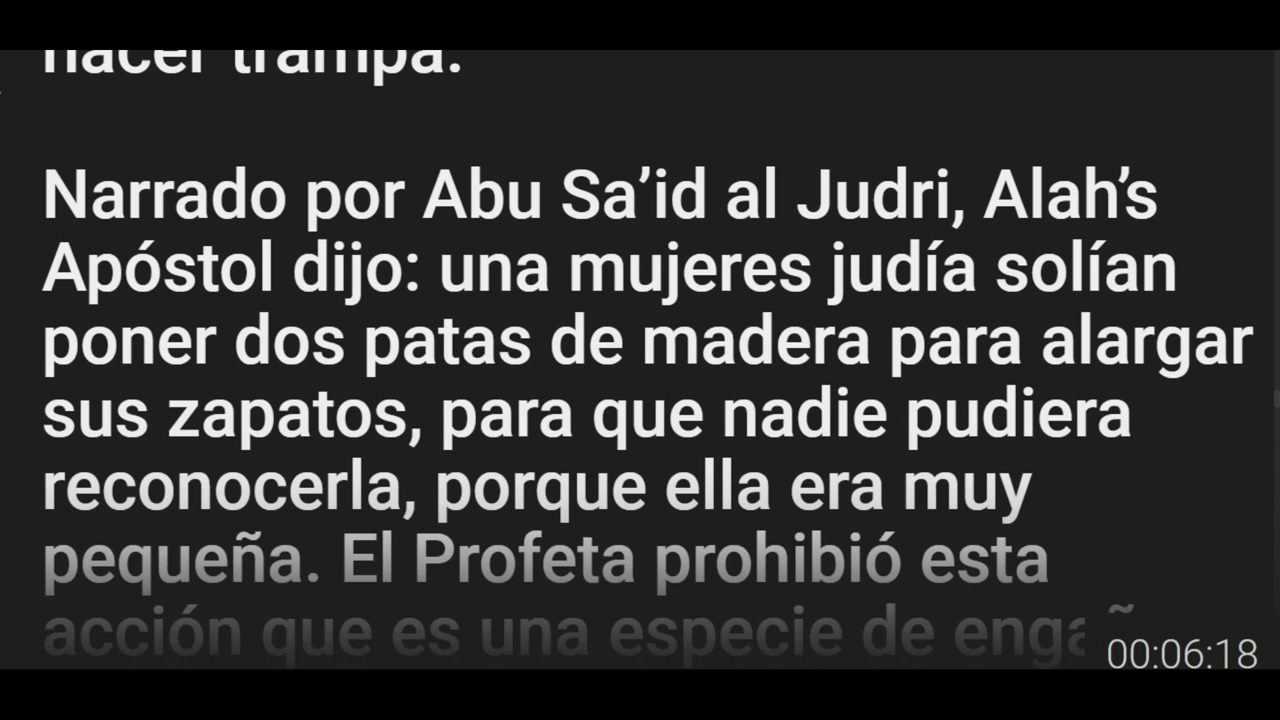 hacer trampa.
Narrado por Abu Sa’id al Judri, Alah’s
Apóstol dijo: una mujeres judía solían
poner dos patas de madera para alargar
sus zapatos, para que nadie pudiera
reconocerla, porque ella era muy
pequeña. El Profeta prohibió esta
acción que es una especie de
00:06:18